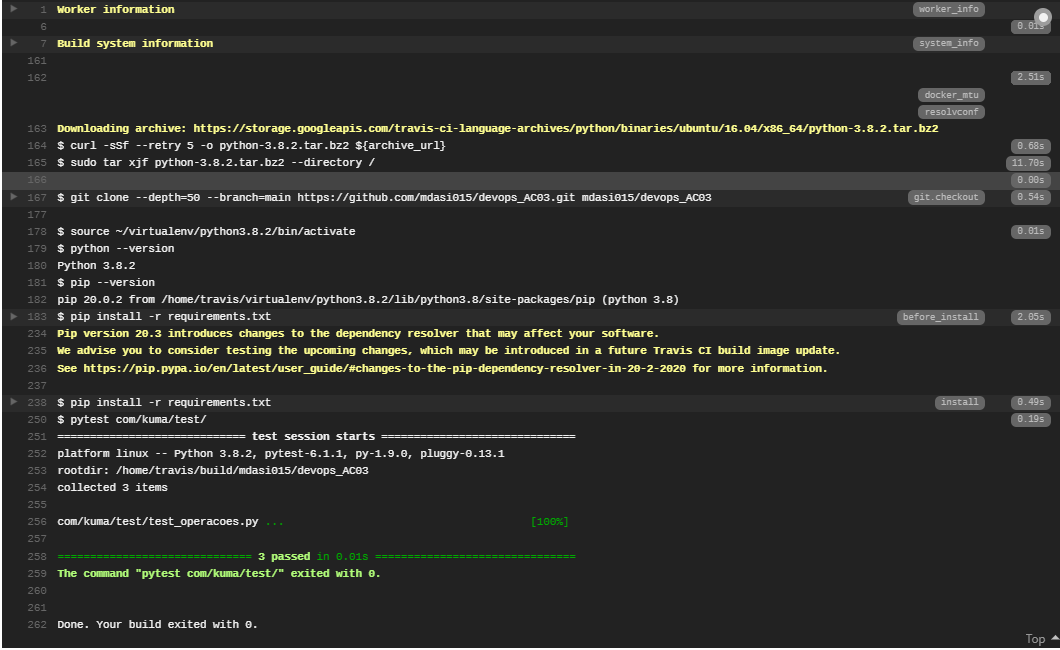 1 Worker information worker_info
6 0.01s
7 Build system information system_info
161
162 2.51s
docker_mtu
resolvconf
163 Downloading archive: https://storage.googleapis.com/travis-ci-language-archives/python/binaries/ubuntu/16.04/x86_64/python-3.8.2.tar.bz2
164 $ curl -sSf --retry 5 -o python-3.8.2.tar.bz2 ${archive_url} 0.68s
165 $ sudo tar xjf python-3.8.2.tar.bz2 --directory / 11.70s
166 0.00s
167 $ git clone --depth=50 --branch=main https://github.com/mdasi015/devops_AC03.git mdasi015/devops_AC03 git.checkout 0.54s
177
178 $ source ~/virtualenv/python3.8.2/bin/activate 0.01s
179 $ python --version
180 Python 3.8.2
181 $ pip --version
182 pip 20.0.2 from /home/travis/virtualenv/python3.8.2/lib/python3.8/site-packages/pip (python 3.8)
183 $ pip install -r requirements.txt before_install 2.05s
234 Pip version 20.3 introduces changes to the dependency resolver that may affect your software.
235 We advise you to consider testing the upcoming changes, which may be introduced in a future Travis CI build image update.
236 See https://pip.pypa.io/en/latest/user_guide/#changes-to-the-pip-dependency-resolver-in-20-2-2020 for more information.
237
238 $ pip install -r requirements.txt install 0.49s
250 $ pytest com/kuma/test/ 0.19s
251 ============================= test session starts ==============================
252 platform linux -- Python 3.8.2, pytest-6.1.1, py-1.9.0, pluggy-0.13.1
253 rootdir: /home/travis/build/mdasi015/devops_AC03
254 collected 3 items
255
256 com/kuma/test/test_operacoes.py ... [100%]
257
258 ============================== 3 passed in 0.01s ===============================
259 The command "pytest com/kuma/test/" exited with 0.
260
261
262 Done. Your build exited with 0.
Top